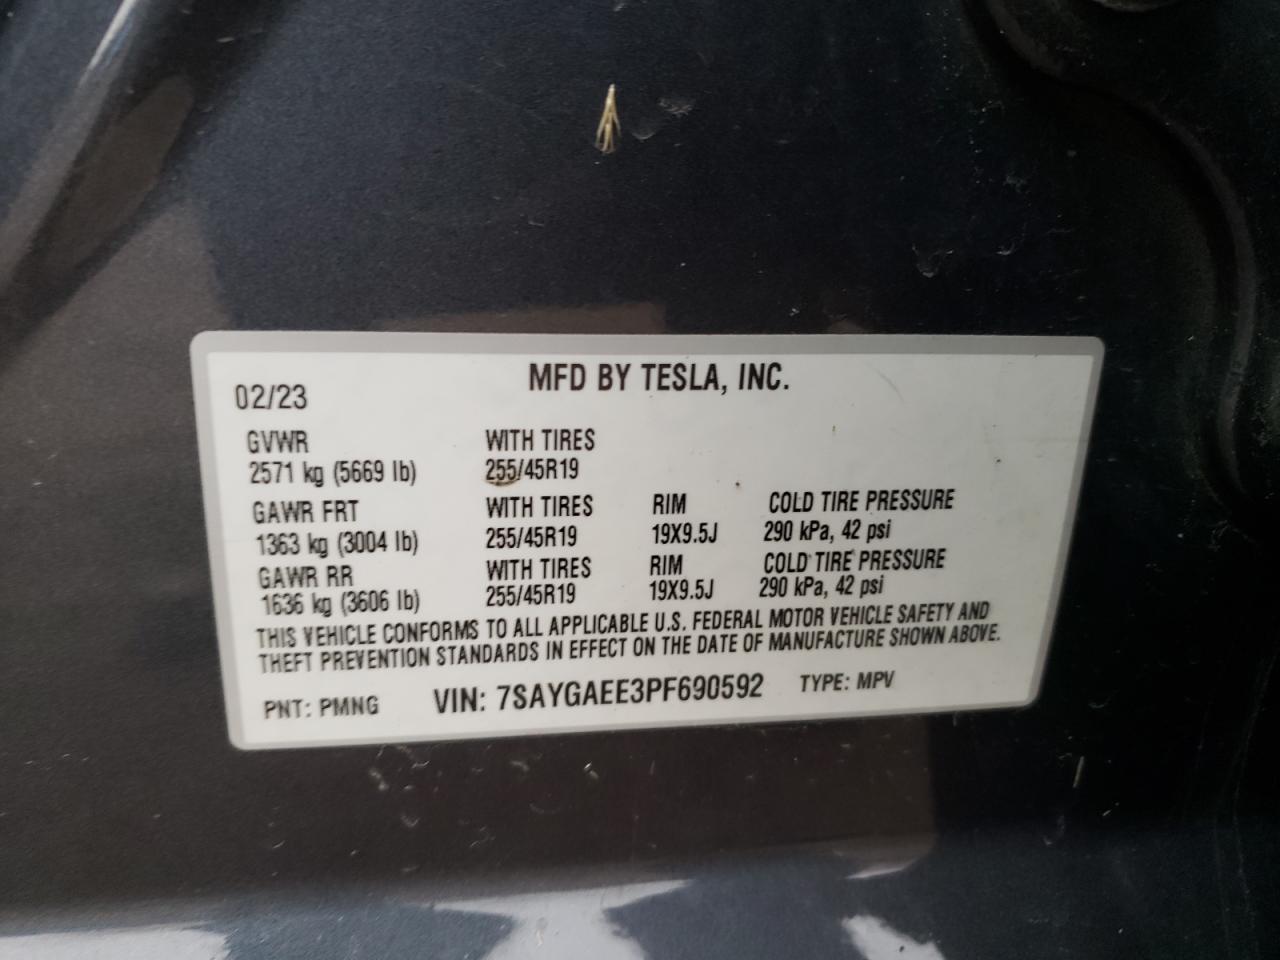 MFD BY TESLA, INC.
02/23
GVWR WITH TIRES
2571 kg (5669 lb) 255/45R19
GAWR FRT WITH TIRES RIM COLD TIRE PRESSURE
1363 kg (3004 lb) 255/45R19 19X9.5J 290 kPa, 42 psi
GAWR RR WITH TIRES RIM COLD TIRE PRESSURE
1636 kg (3606 lb) 255/45R19 19X9.5J 290 kPa, 42 psi
THIS VEHICLE CONFORMS TO ALL APPLICABLE U.S. FEDERAL MOTOR VEHICLE SAFETY AND
THEFT PREVENTION STANDARDS IN EFFECT ON THE DATE OF MANUFACTURE SHOWN ABOVE.
PNT: PMNG VIN: 7SAYGAEE3PF690592 TYPE: MPV